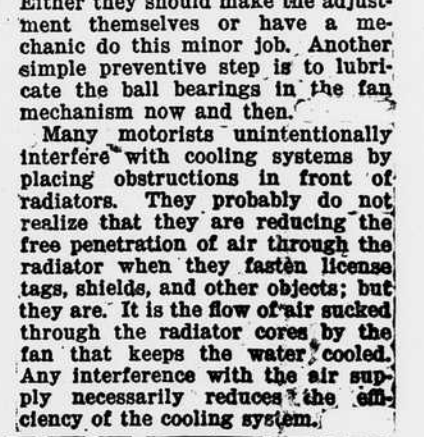 Either they should make the adjust-
ment themselves or have a me-
chanic do this minor job. Another
simple preventive step is to lubri-
cate the ball bearings in the fan
mechanism now and then.
Many motorists unintentionally
interfere with cooling systems by
placing obstructions in front of
radiators. They probably do not
realize that they are reducing the
free penetration of air through the
radiator when they fasten license
tags, shields, and other objects; but
they are. It is the flow of air sucked
through the radiator cores by the
fan that keeps the water cooled.
Any interference with the air sup-
ply necessarily reduces the effi-
ciency of the cooling system.